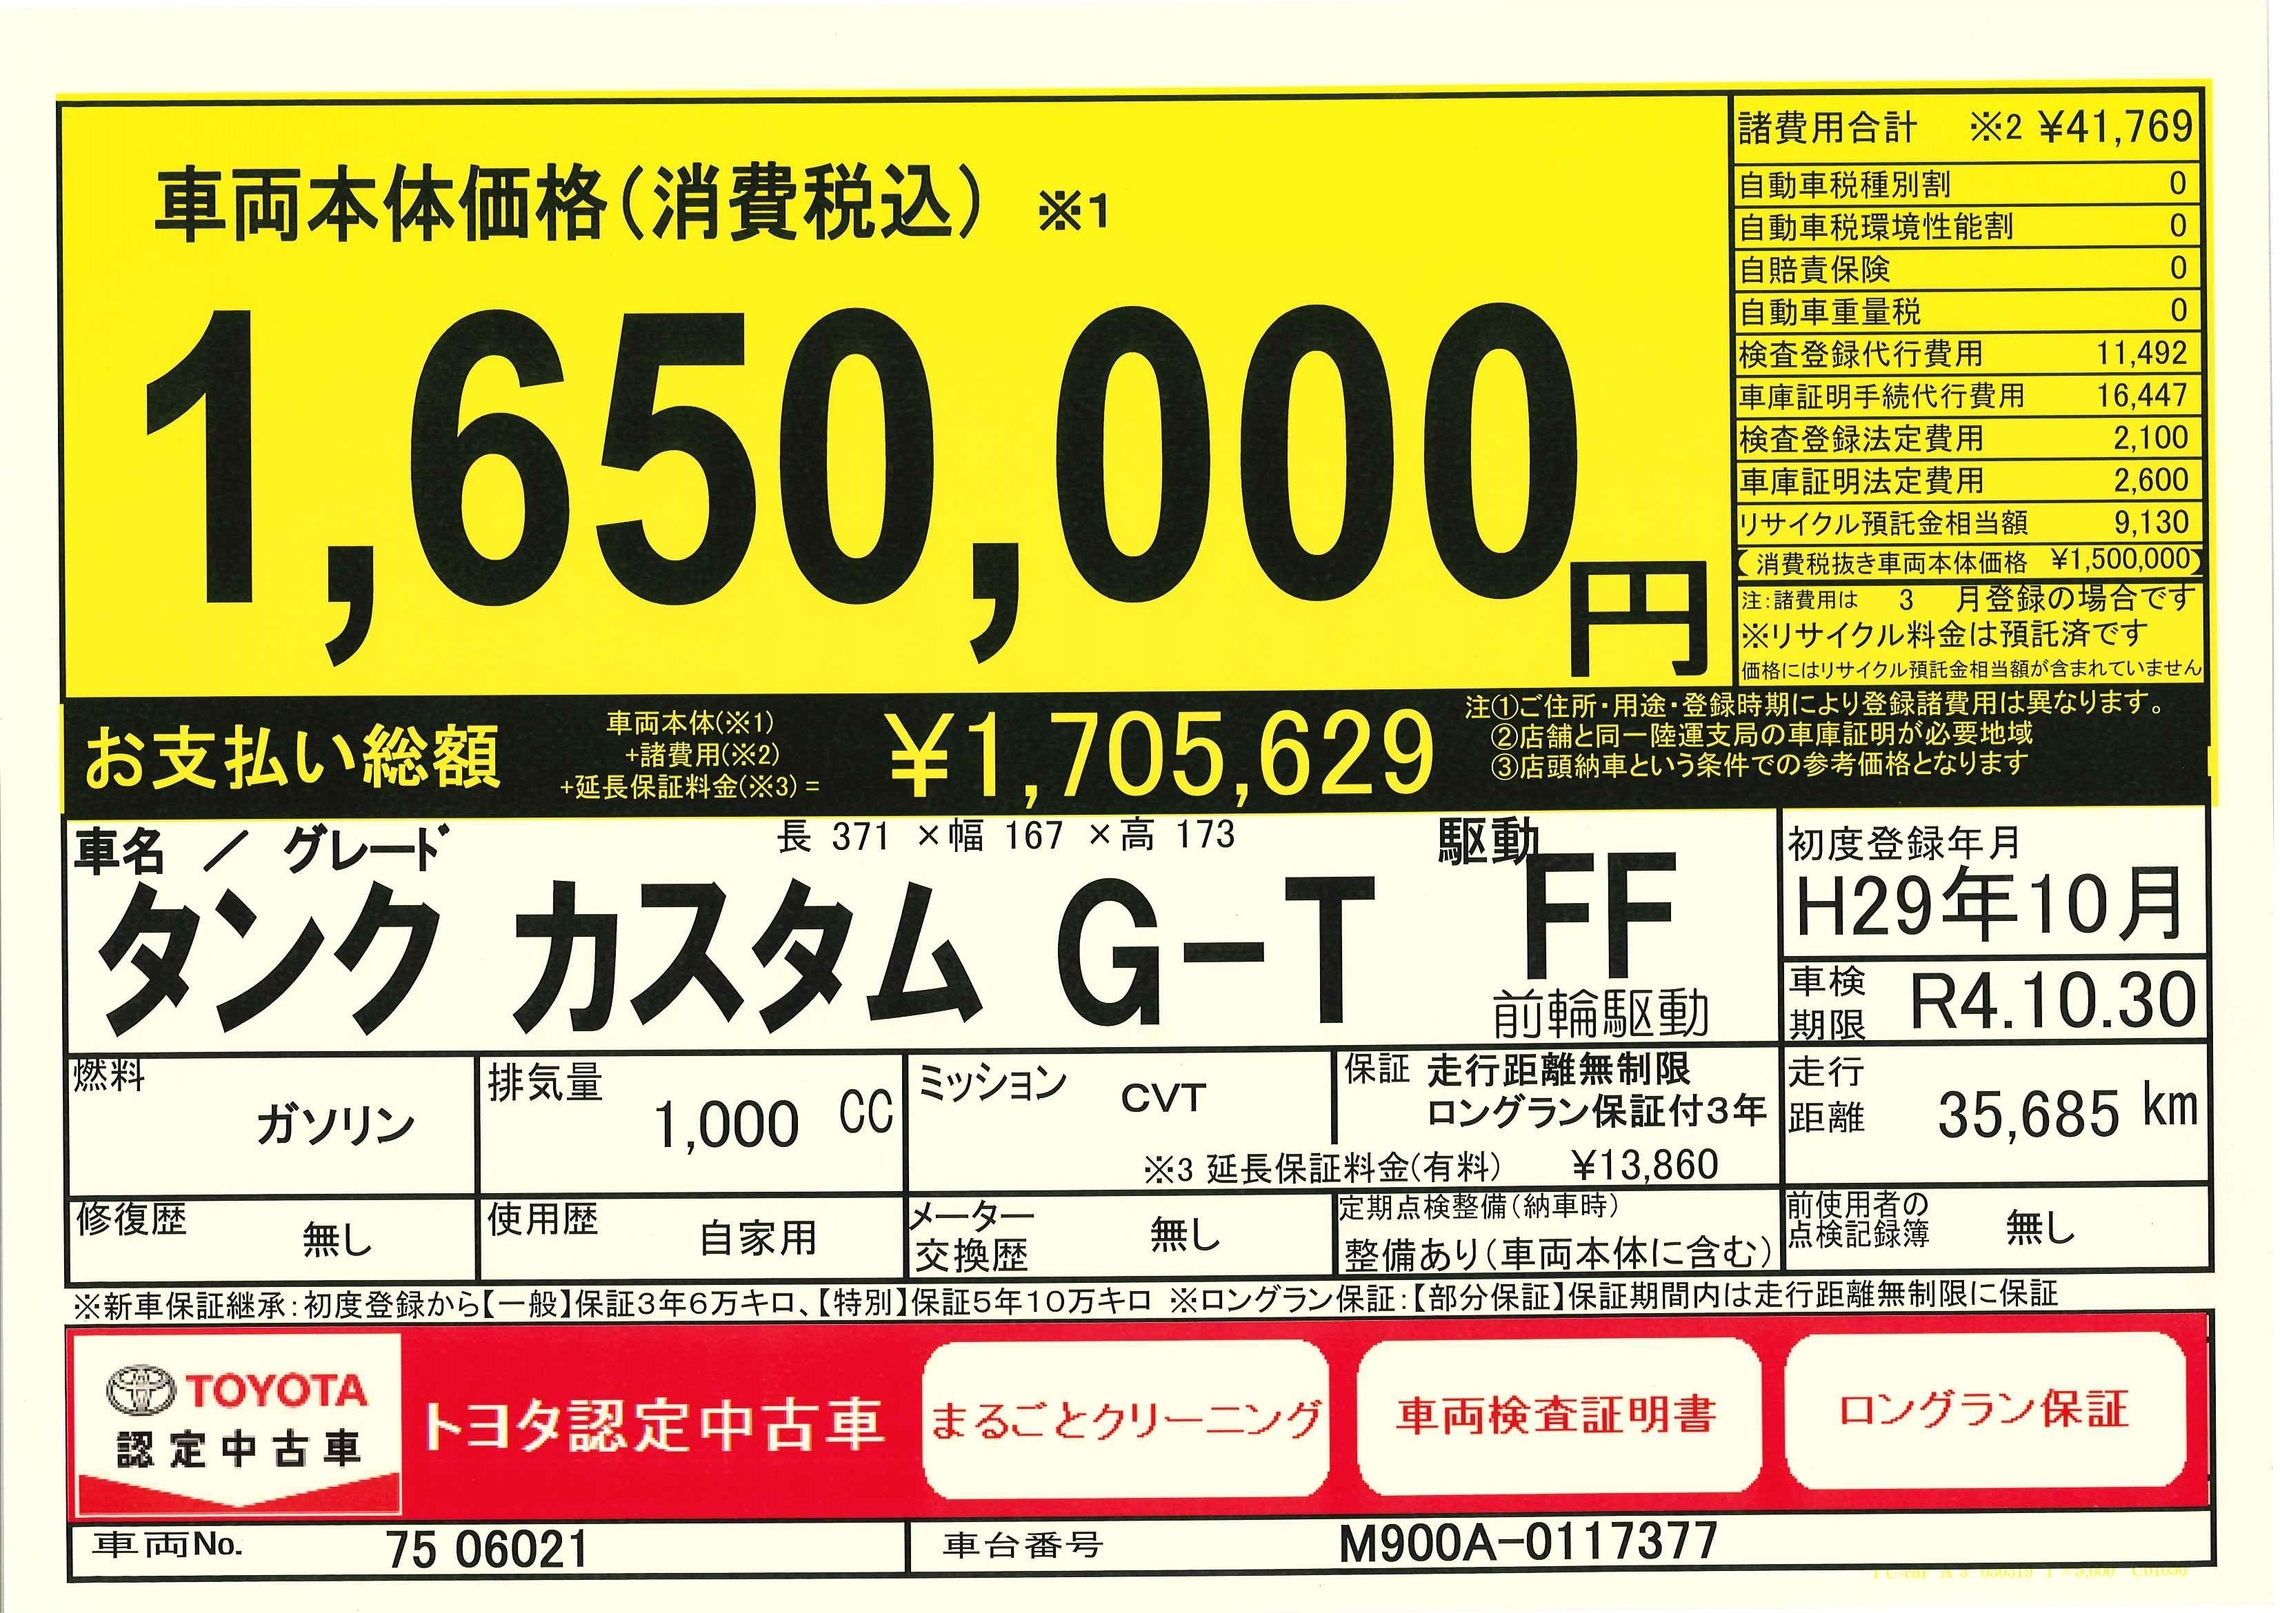 車両本体価格(消費税込) ※1
1,650,000円
諸費用合計 ※2 ¥41,769
自動車税種別割 0
自動車税環境性能割 0
自賠責保険 0
自動車重量税 0
検査登録代行費用 11,492
車庫証明手続代行費用 16,447
検査登録法定費用 2,100
車庫証明法定費用 2,600
リサイクル預託金相当額 9,130
【消費税抜き車両本体価格 ¥1,500,000】
注:諸費用は 3 月登録の場合です
※リサイクル料金は預託済です
価格にはリサイクル預託金相当額が含まれていません
お支払い総額
車両本体(※1)
+諸費用(※2)
+延長保証料金(※3)=
¥1,705,629
注①ご住所・用途・登録時期により登録諸費用は異なります。
②店舗と同一陸運支局の車庫証明が必要地域
③店頭納車という条件での参考価格となります
車名 / グレード
長 371 ×幅 167 ×高 173
タンク カスタム G-T
駆動
FF
前輪駆動
初度登録年月
H29年10月
車検
期限
R4.10.30
燃料
ガソリン
排気量
1,000 CC
ミッション
CVT
保証 走行距離無制限
ロングラン保証付3年
※3 延長保証料金(有料) ¥13,860
走行
距離
35,685 km
修復歴
無し
使用歴
自家用
メーター
交換歴
無し
定期点検整備(納車時)
整備あり(車両本体に含む)
前使用者の
点検記録簿
無し
※新車保証継承:初度登録から【一般】保証3年6万キロ、【特別】保証5年10万キロ ※ロングラン保証:【部分保証】保証期間内は走行距離無制限に保証
TOYOTA
認定中古車
トヨタ認定中古車
まるごとクリーニング
車両検査証明書
ロングラン保証
車両No. 75 06021
車台番号 M900A-0117377